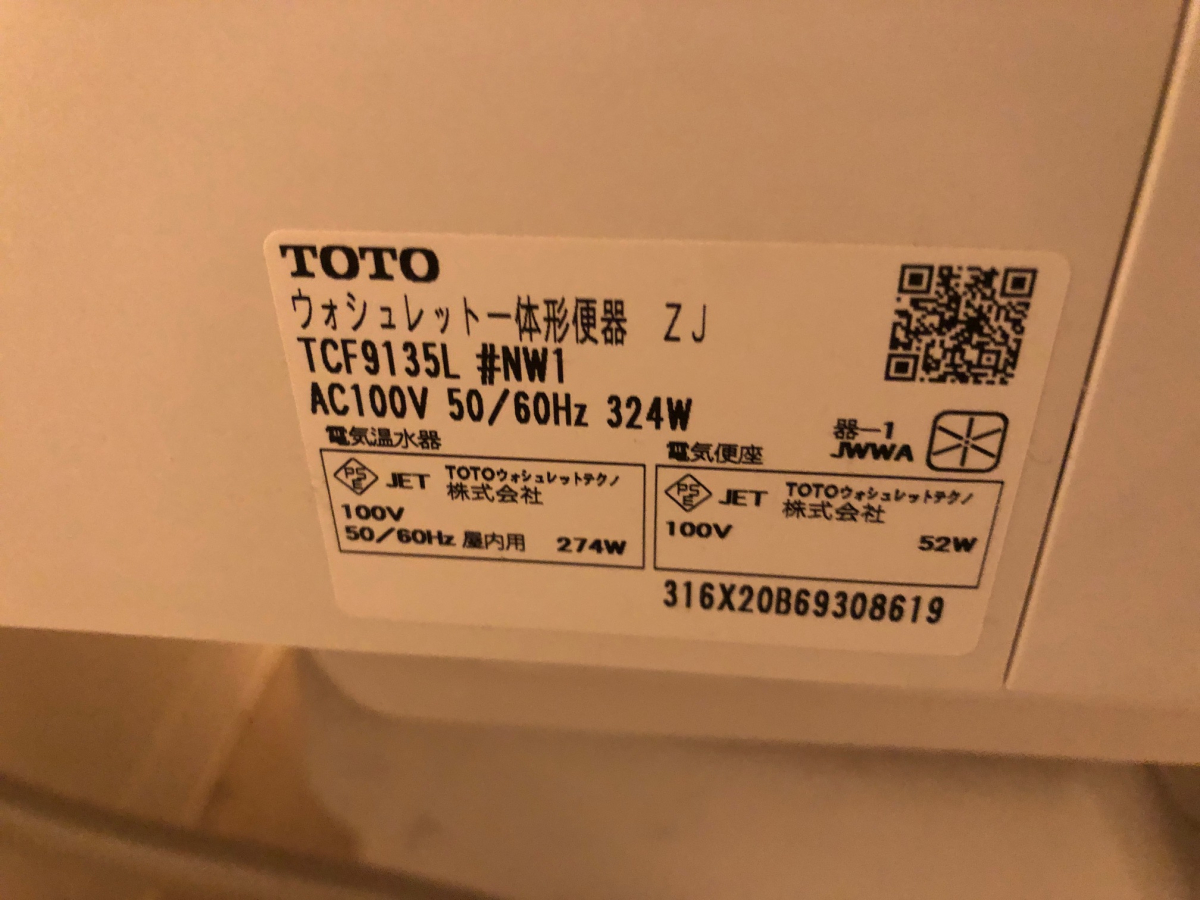 TOTO
ウォシュレット一体形便器 ZJ
TCF9135L #NW1
AC100V 50/60Hz 324W
電気温水器
電気便座
器-1
JWWA
PSE JET TOTOウォシュレットテクノ
株式会社
100V
50/60Hz 屋内用 274W
PSE JET TOTOウォシュレットテクノ
株式会社
100V
52W
316X20B69308619